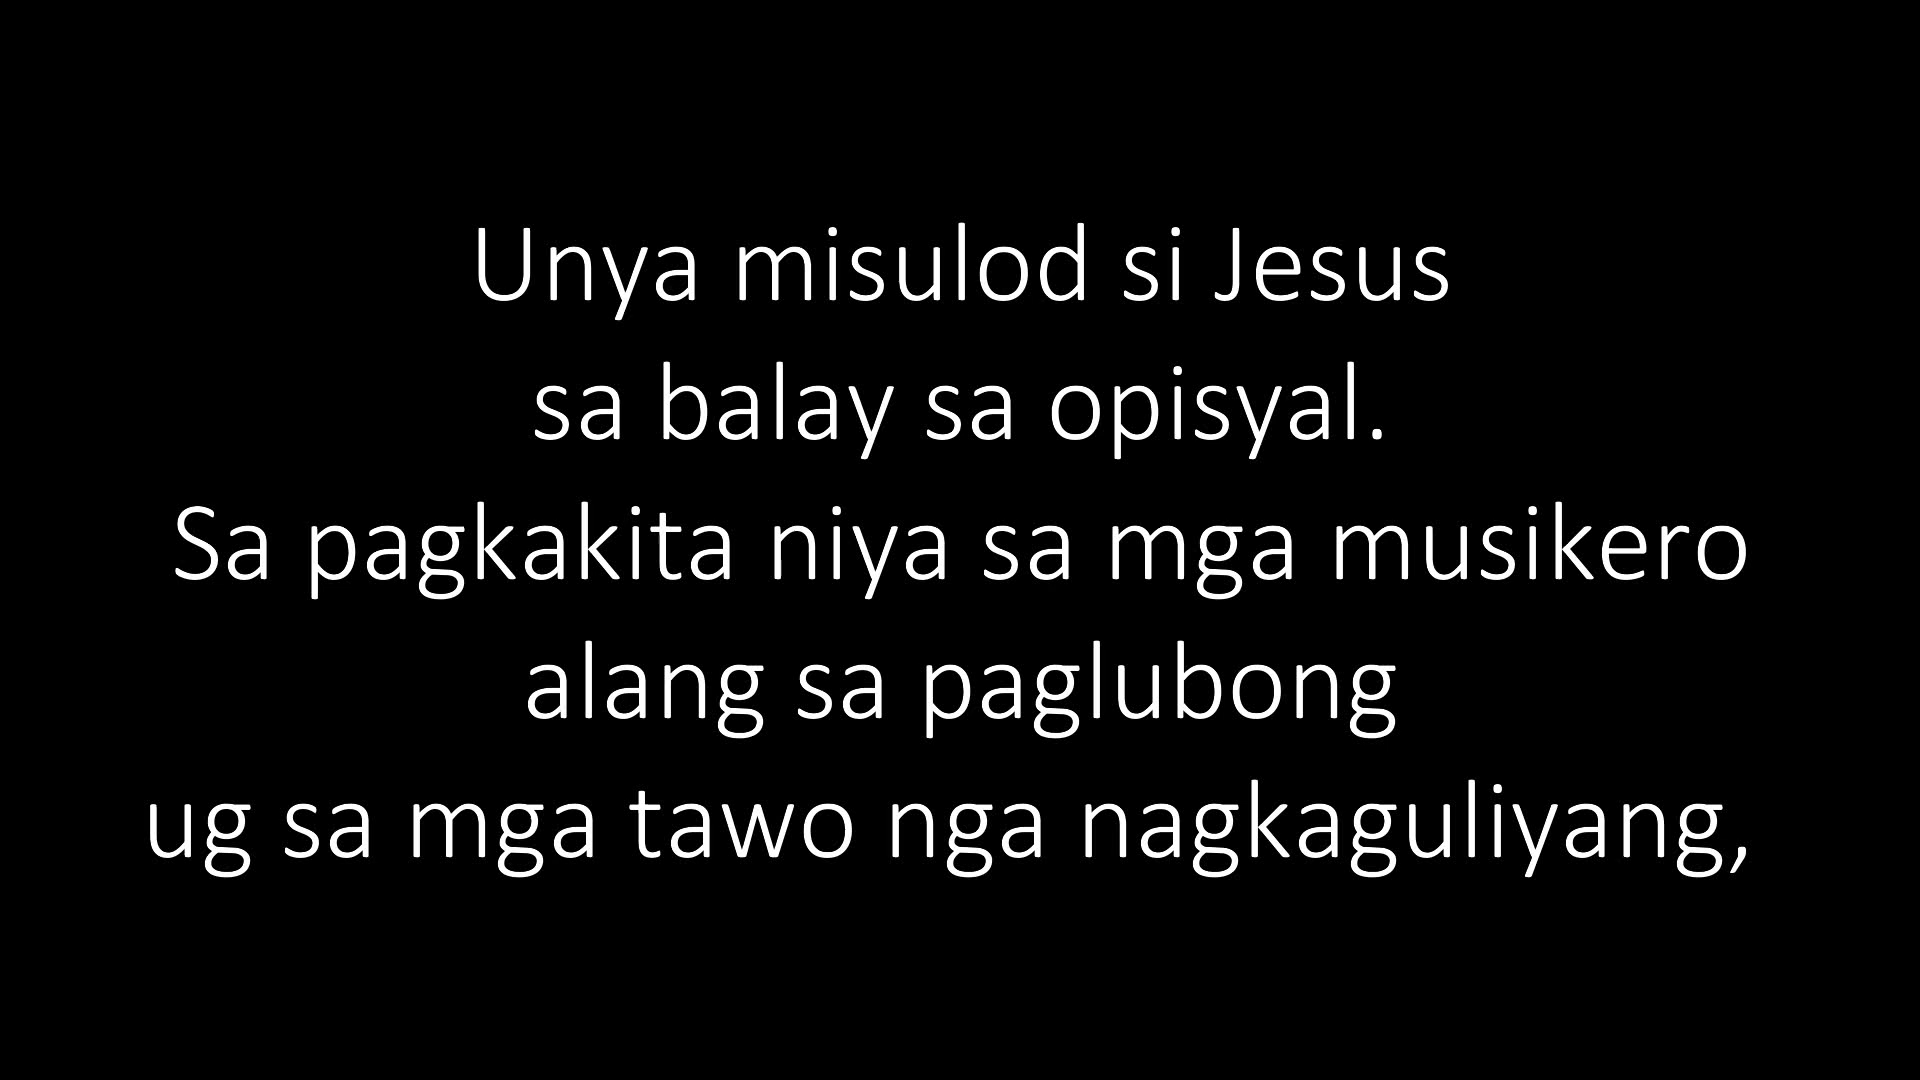 Unya misulod si Jesus
sa balay sa opisyal.
Sa pagkakita niya sa mga musikero
alang sa paglubong
ug sa mga tawo nga nagkaguliyang,